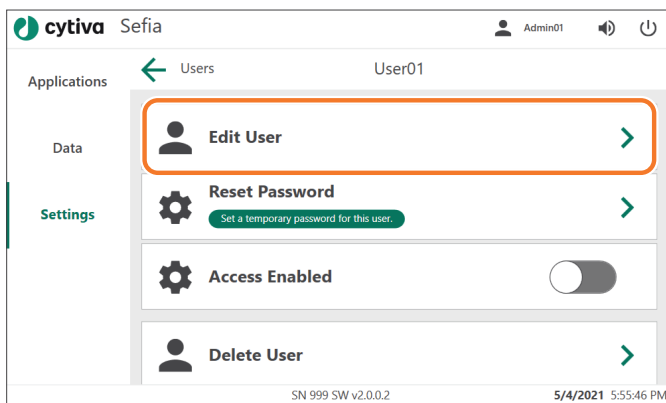 cytiva Sefia Admin01
Applications
Data
Settings
Users User01
Edit User
Reset Password
Set a temporary password for this user.
Access Enabled
Delete User
SN 999 SW v2.0.0.2 5/4/2021 5:55:46 PM